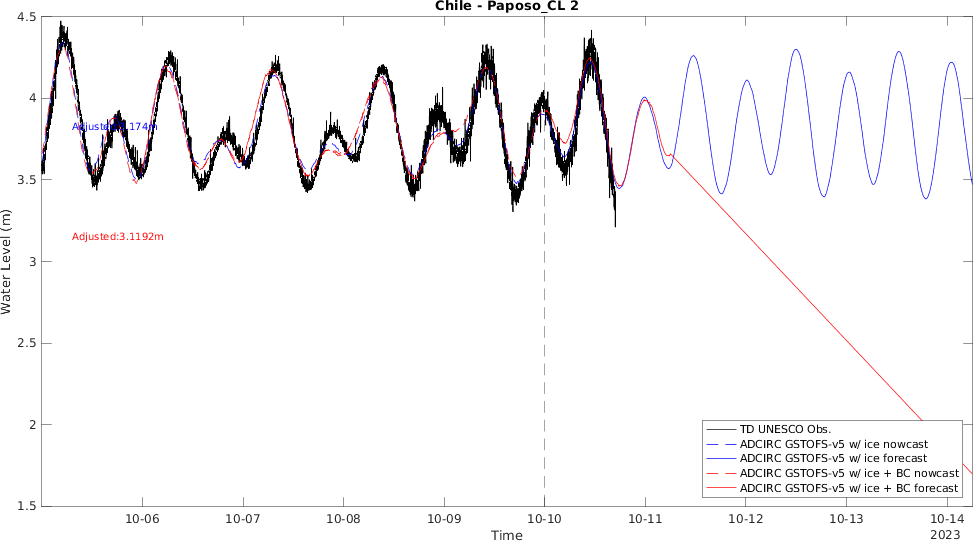 Chile - Paposo_CL 2
4.5
4
3.5
3
2.5
2
1.5
Water Level (m)
Adjusted:3.1192m
TD UNESCO Obs.
ADCIRC GSTOFS-v5 w/ ice nowcast
ADCIRC GSTOFS-v5 w/ ice forecast
ADCIRC GSTOFS-v5 w/ ice + BC nowcast
ADCIRC GSTOFS-v5 w/ ice + BC forecast
10-06 10-07 10-08 10-09 10-10 10-11 10-12 10-13 10-14
Time
2023